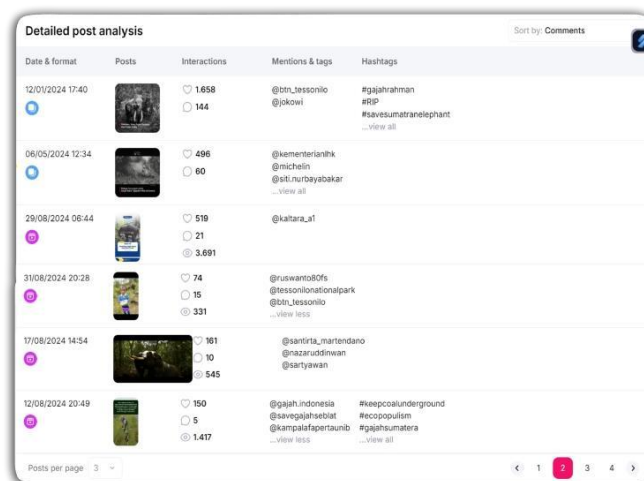 Detailed post analysis
Sort by: Comments
Date & format Posts Interactions Mentions & tags Hashtags
12/01/2024 17:40 1.658 @btn_tessonilo #gajahrahman
144 @jokowi #RIP
#savesumatranelephant
...view all
06/05/2024 12:34 496 @kementerianlhk
60 @michelin
@siti.nurbayabakar
...view all
29/08/2024 06:44 519 @kaltara_a1
21
3.691
31/08/2024 20:28 74 @ruswanto80fs
15 @tessonilonationalpark
331 @btn_tessonilo
...view less
17/08/2024 14:54 161 @santirta_martendano
10 @nazaruddinwan
545 @sartyawan
12/08/2024 20:49 150 @gajah.indonesia #keepcoalunderground
5 @savegajahseblat #ecopopulism
1.417 @kampalafapertaunib #gajahsumatera
...view less ...view all
Posts per page 3 1 2 3 4